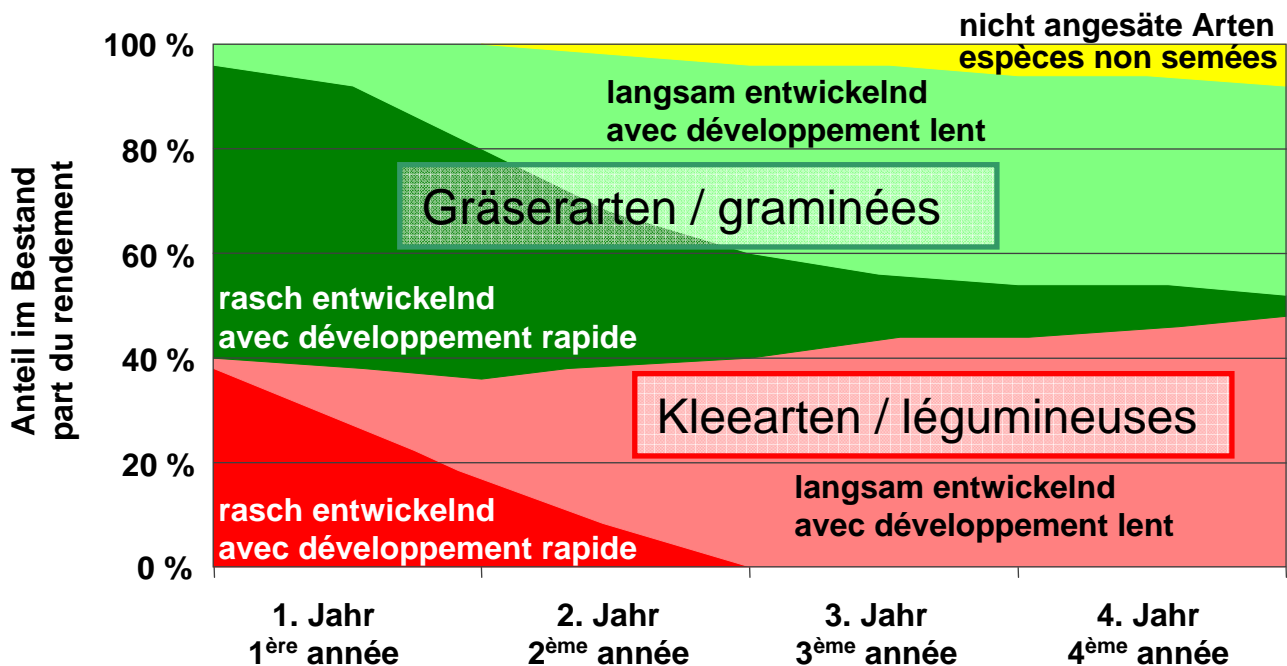 nicht angesäte Arten
espèces non semées
100 %
langsam entwickelnd
avec développement lent
80 %
Gräserarten / graminées
60 %
rasch entwickelnd
avec développement rapide
40 %
Kleearten / légumineuses
20 %
langsam entwickelnd
avec développement lent
rasch entwickelnd
avec développement rapide
0 %
Anteil im Bestand
part du rendement
1. Jahr
1ère année
2. Jahr
2ème année
3. Jahr
3ème année
4. Jahr
4ème année